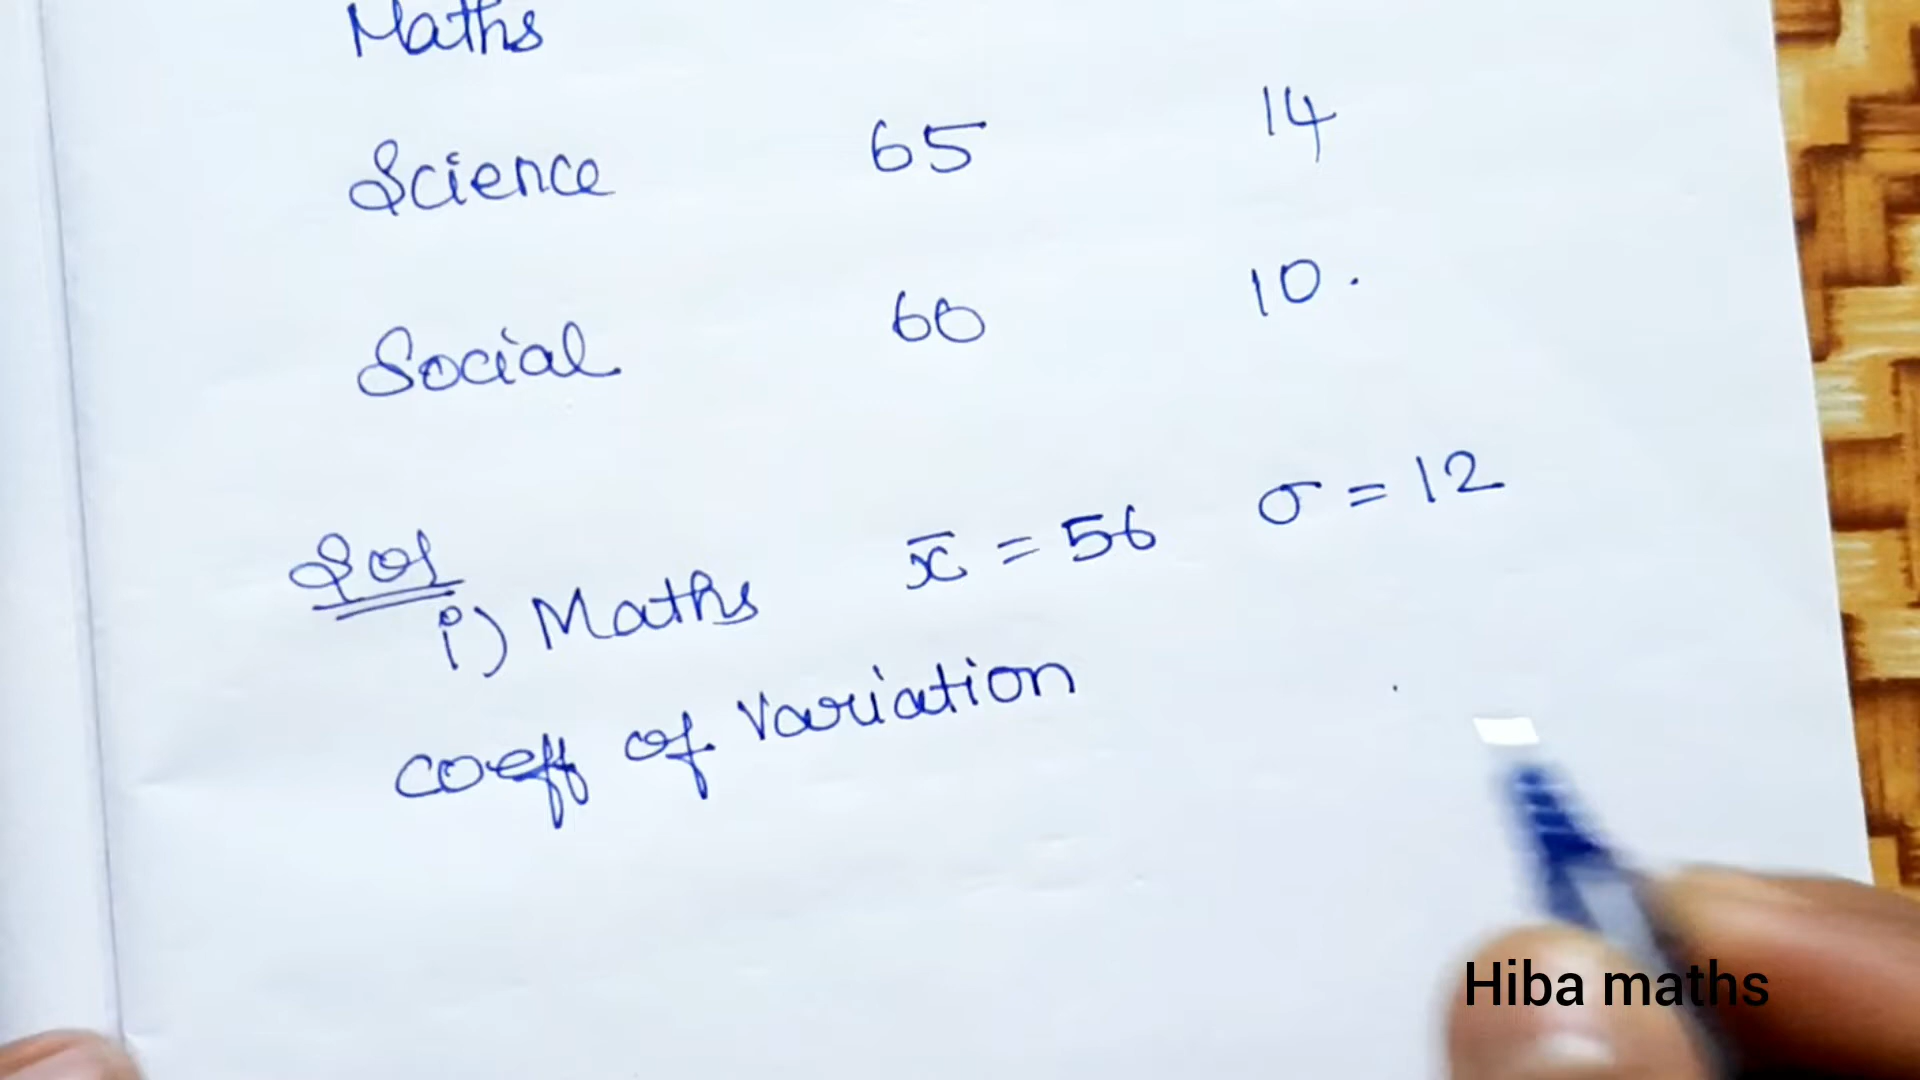 Maths
Science 65 14
Social 60 10.
Sol
i) Maths x̄ = 56 σ = 12
coeff of Variation
Hiba maths